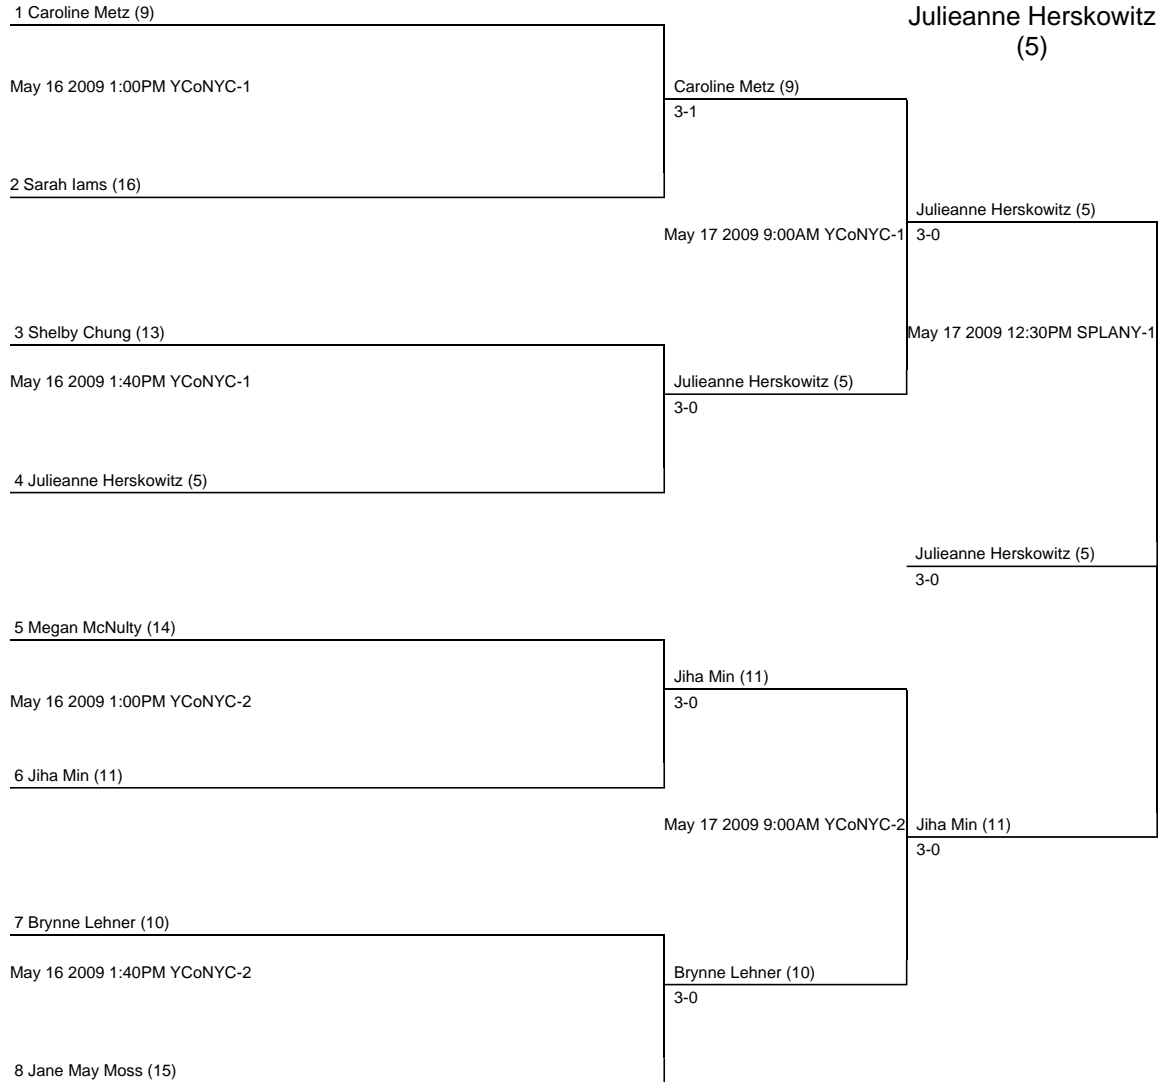 1 Caroline Metz (9)
Julieanne Herskowitz
(5)
May 16 2009 1:00PM YCoNYC-1
Caroline Metz (9)
3-1
2 Sarah Iams (16)
Julieanne Herskowitz (5)
May 17 2009 9:00AM YCoNYC-1
3-0
3 Shelby Chung (13)
May 17 2009 12:30PM SPLANY-1
May 16 2009 1:40PM YCoNYC-1
Julieanne Herskowitz (5)
3-0
4 Julieanne Herskowitz (5)
Julieanne Herskowitz (5)
3-0
5 Megan McNulty (14)
Jiha Min (11)
May 16 2009 1:00PM YCoNYC-2
3-0
6 Jiha Min (11)
May 17 2009 9:00AM YCoNYC-2
Jiha Min (11)
3-0
7 Brynne Lehner (10)
May 16 2009 1:40PM YCoNYC-2
Brynne Lehner (10)
3-0
8 Jane May Moss (15)